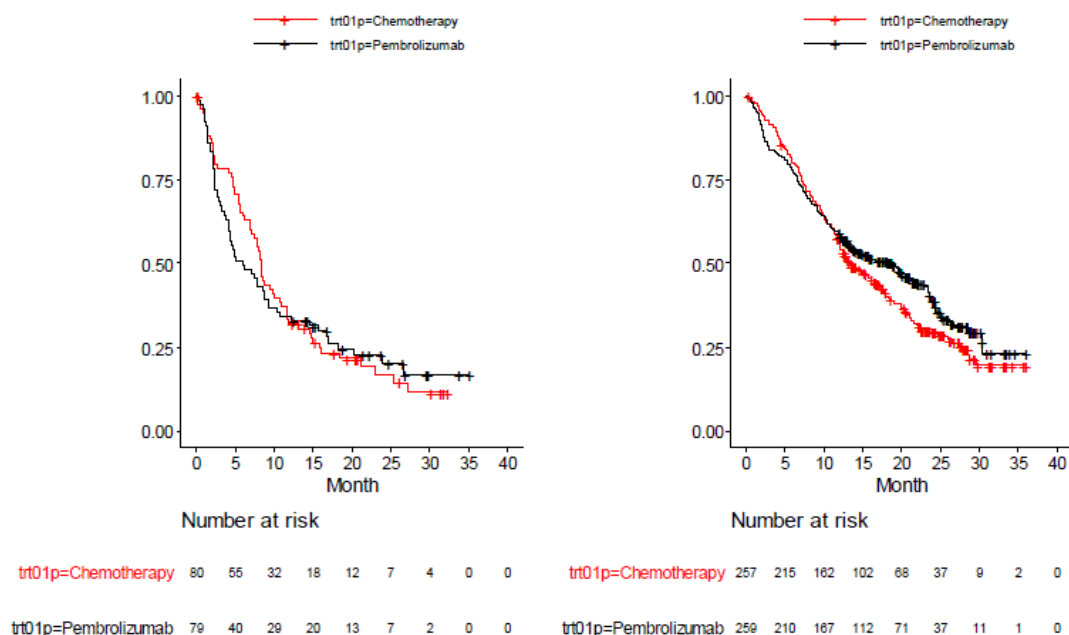 trt01p=Chemotherapy
trt01p=Pembrolizumab
1.00
0.75
0.50
0.25
0.00
0 5 10 15 20 25 30 35 40
Month
Number at risk
trt01p=Chemotherapy 80 55 32 18 12 7 4 0 0
trt01p=Pembrolizumab 79 40 29 20 13 7 2 0 0
trt01p=Chemotherapy
trt01p=Pembrolizumab
1.00
0.75
0.50
0.25
0.00
0 5 10 15 20 25 30 35 40
Month
Number at risk
trt01p=Chemotherapy 257 215 162 102 68 37 9 2 0
trt01p=Pembrolizumab 259 210 167 112 71 37 11 1 0